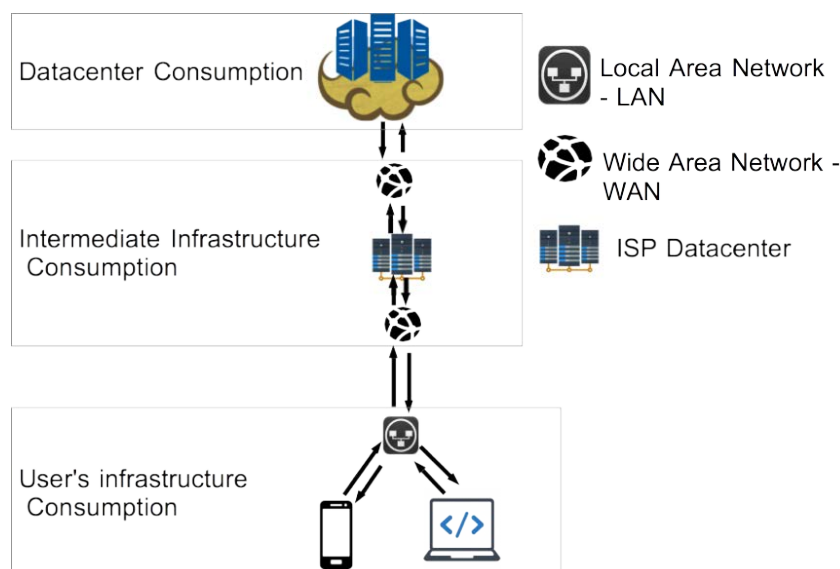 Datacenter Consumption
Local Area Network
- LAN
Wide Area Network -
WAN
Intermediate Infrastructure
Consumption
ISP Datacenter
User's infrastructure
Consumption
</>